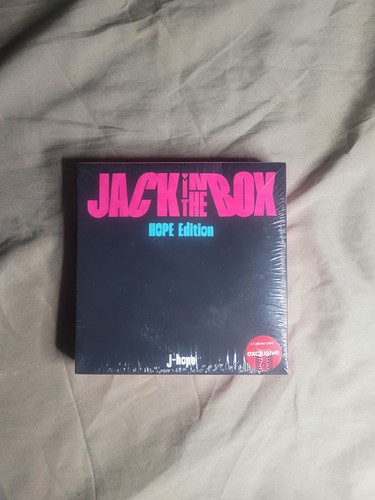 JACK IN THE BOX
HOPE Edition
j-hope
exclusive